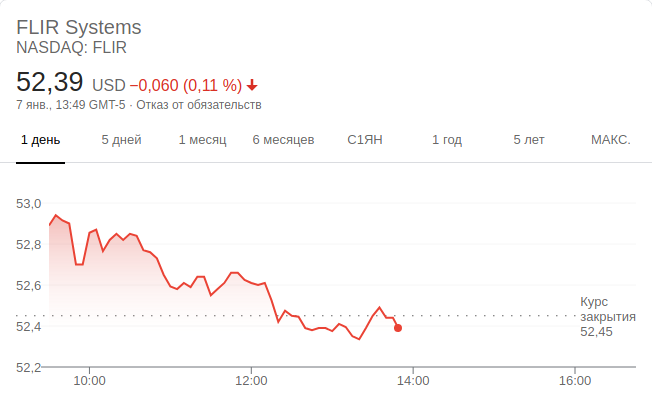 FLIR Systems
NASDAQ: FLIR
52,39 USD −0,060 (0,11 %)
7 янв., 13:49 GMT-5 · Отказ от обязательств
1 день 5 дней 1 месяц 6 месяцев С1ЯН 1 год 5 лет МАКС.
53,0
52,8
52,6
52,4
52,2
Курс
закрытия
52,45
10:00 12:00 14:00 16:00